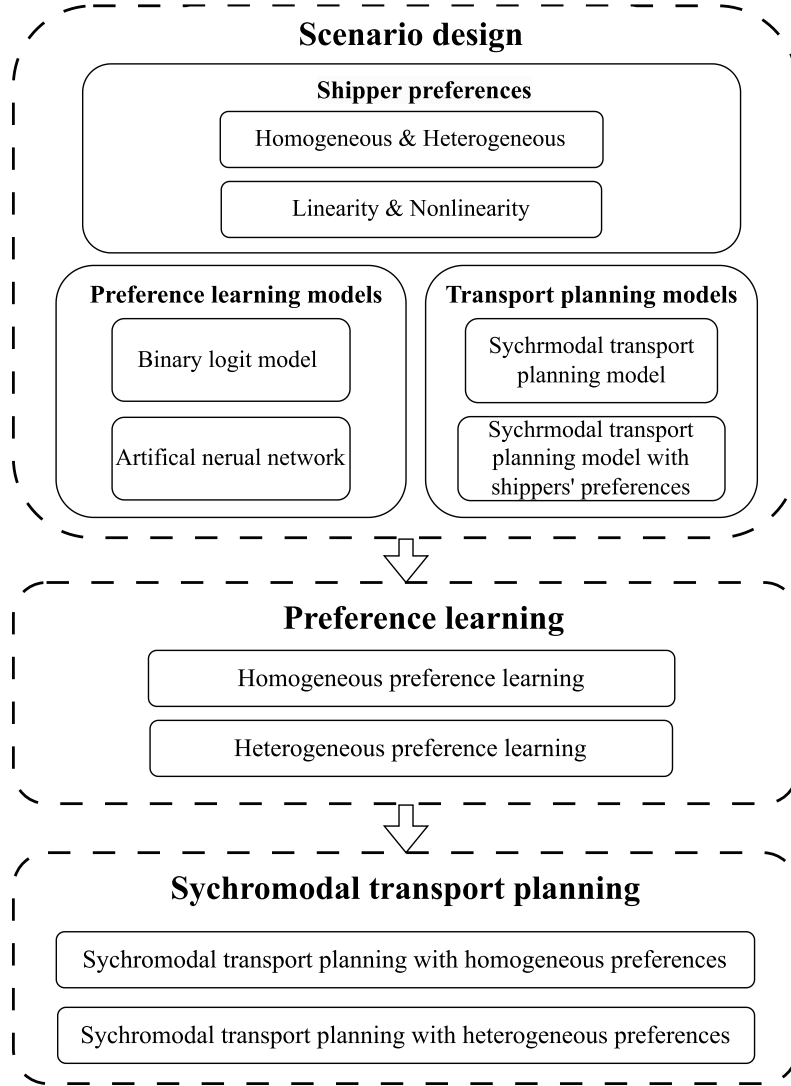 Scenario design
Shipper preferences
Homogeneous & Heterogeneous
Linearity & Nonlinearity
Preference learning models
Binary logit model
Artifical nerual network
Transport planning models
Sychrmodal transport
planning model
Sychrmodal transport
planning model with
shippers' preferences
Preference learning
Homogeneous preference learning
Heterogeneous preference learning
Sychromodal transport planning
Sychromodal transport planning with homogeneous preferences
Sychromodal transport planning with heterogeneous preferences